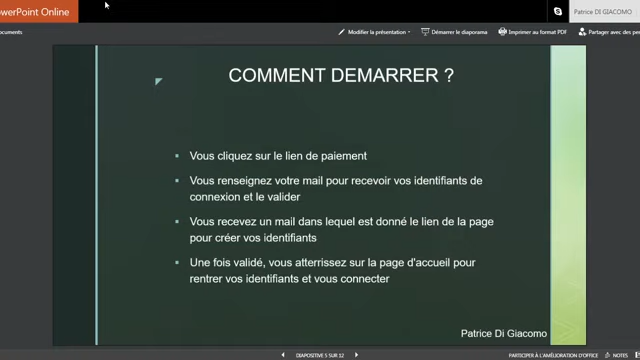 PowerPoint Online
Patrice DI GIACOMO
ocuments
Modifier la présentation
Démarrer le diaporama
Imprimer au format PDF
Partager avec des per
COMMENT DEMARRER ?
Vous cliquez sur le lien de paiement
Vous renseignez votre mail pour recevoir vos identifiants de
connexion et le valider
Vous recevez un mail dans lequel est donné le lien de la page
pour créer vos identifiants
Une fois validé, vous atterrissez sur la page d'accueil pour
rentrer vos identifiants et vous connecter
Patrice Di Giacomo
DIAPOSITIVE 5 SUR 12
PARTICIPER À L'AMÉLIORATION D'OFFICE
NOTES